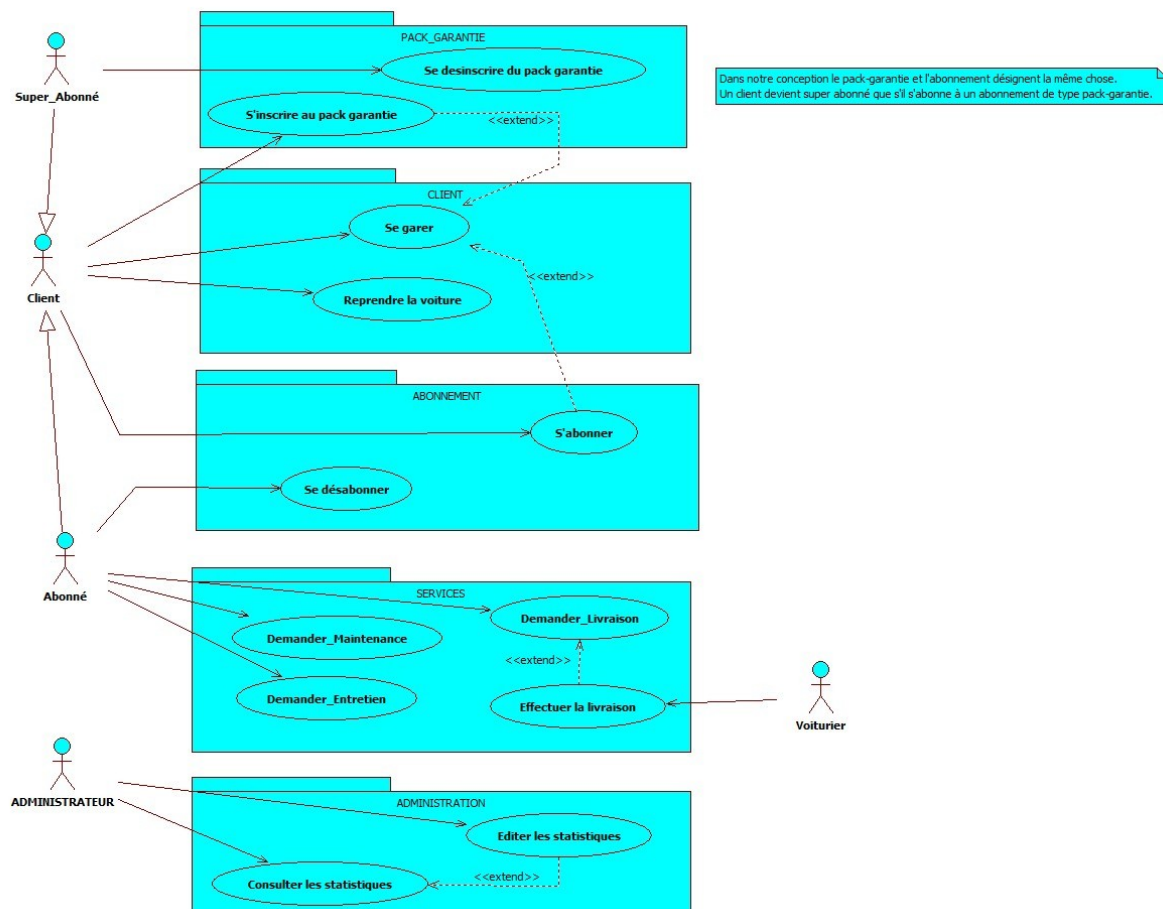 PACK_GARANTIE
Se desinscrire du pack garantie
Super_Abonné
S'inscrire au pack garantie
<<extend>>
Dans notre conception le pack-garantie et l'abonnement désignent la même chose.
Un client devient super abonné que s'il s'abonne à un abonnement de type pack-garantie.
CLIENT
Se garer
<<extend>>
Client
Reprendre la voiture
ABONNEMENT
S'abonner
Se désabonner
Abonné
SERVICES
Demander_Livraison
Demander_Maintenance
<<extend>>
Demander_Entretien
Effectuer la livraison
Voiturier
ADMINISTRATEUR
ADMINISTRATION
Editer les statistiques
<<extend>>
Consulter les statistiques